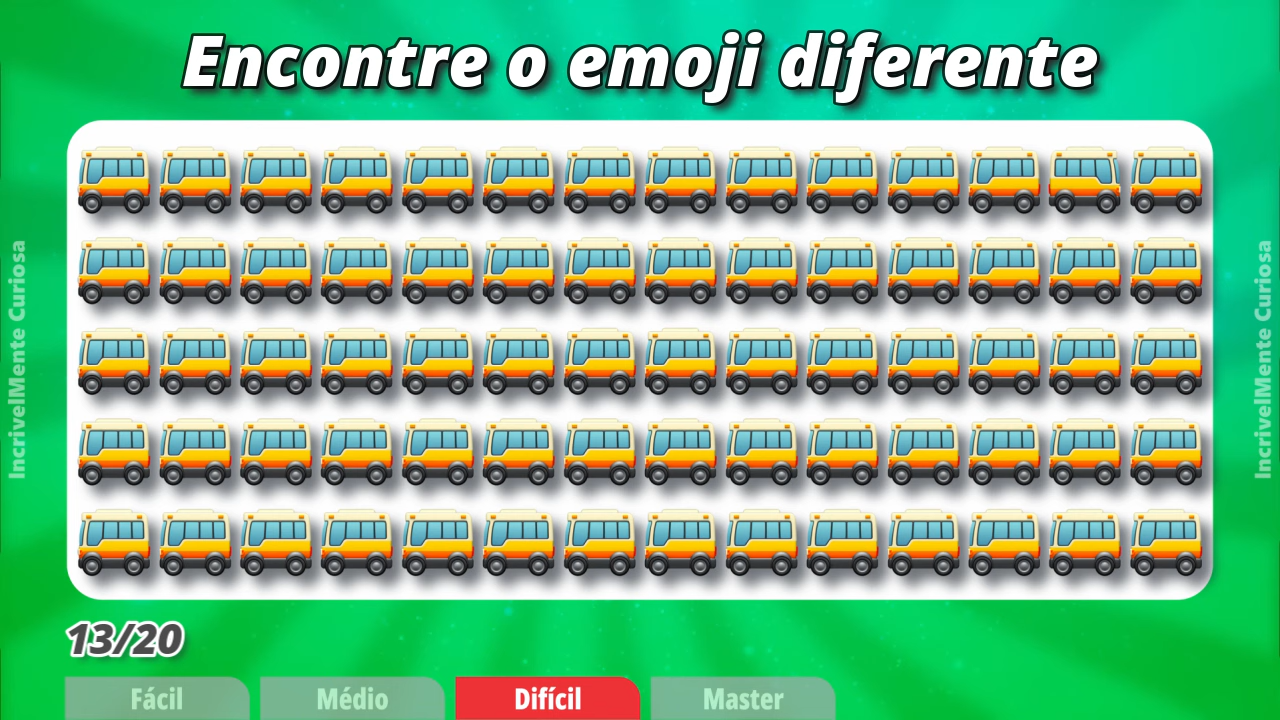 Encontre o emoji diferente
IncrivelMente Curiosa
IncrivelMente Curiosa
13/20
Fácil
Médio
Difícil
Master